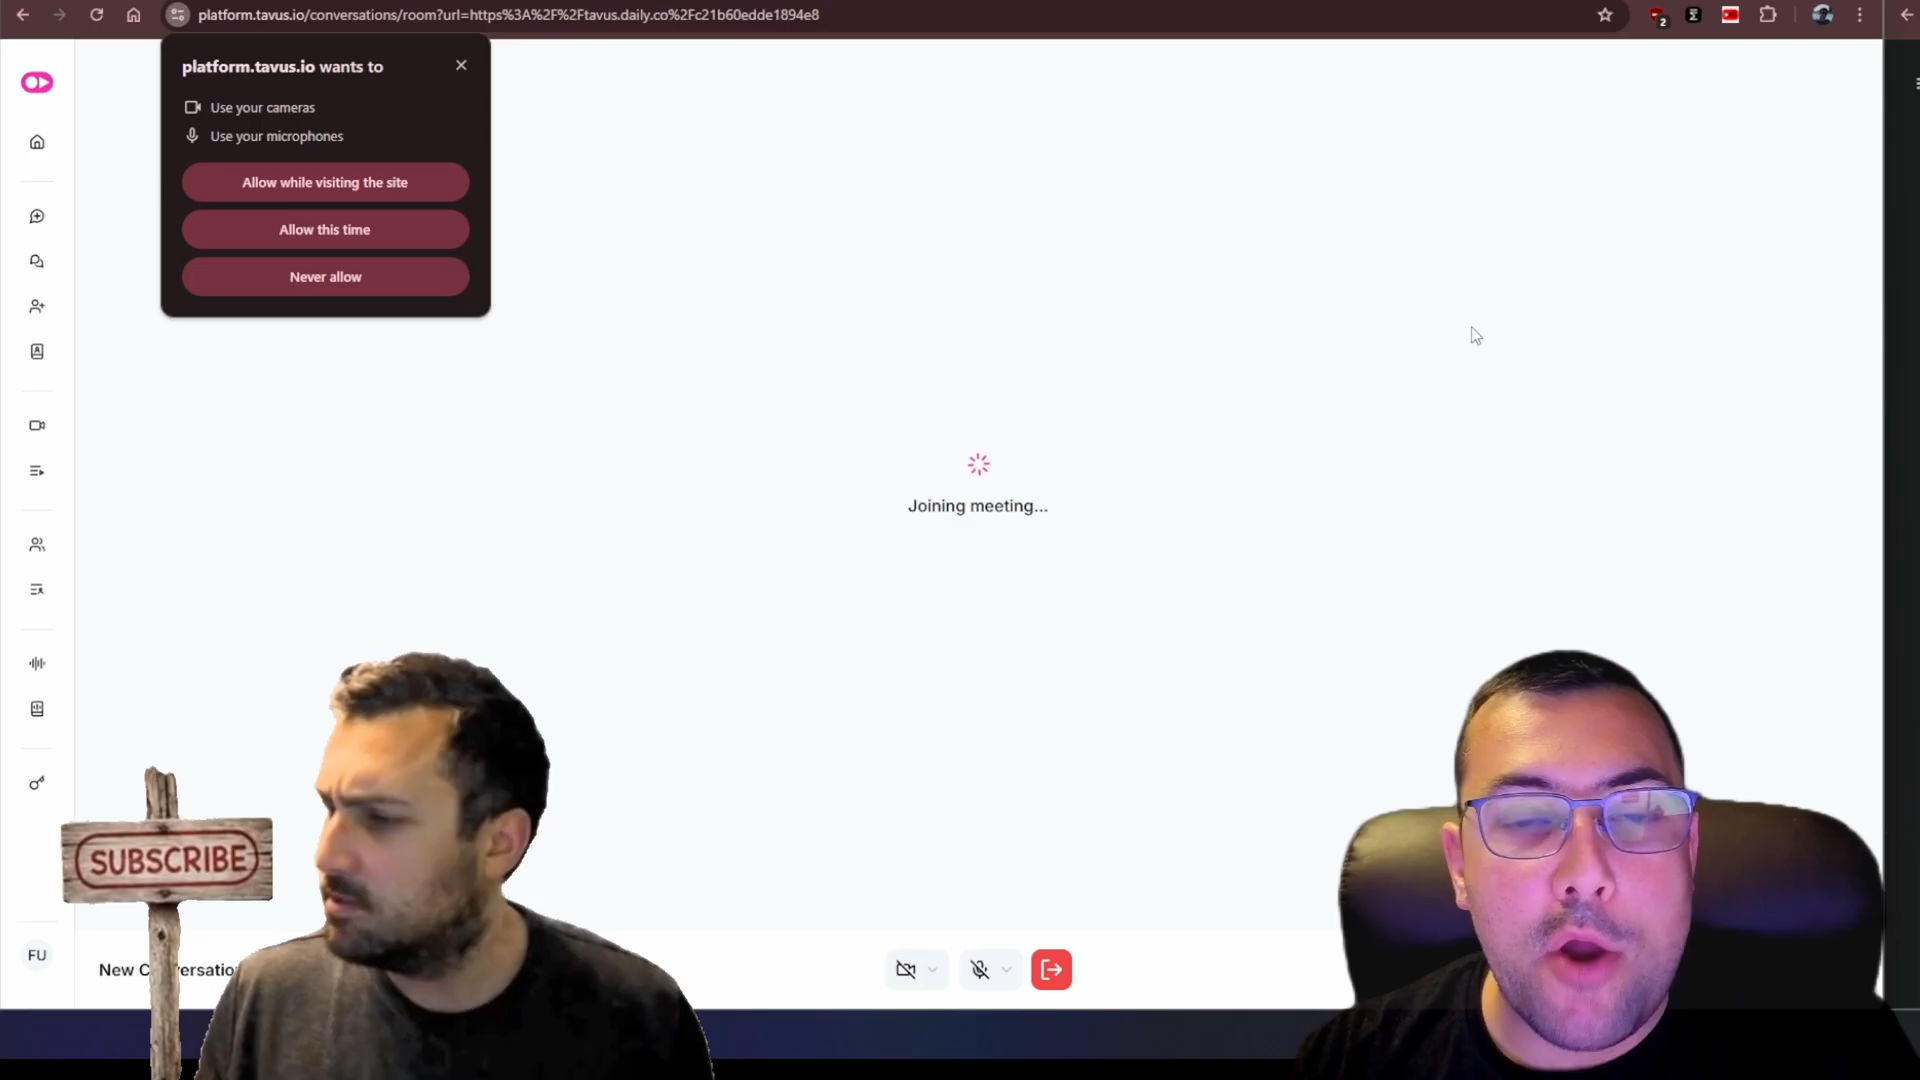 platform.tavus.io/conversations/room?url=https%3A%2F%2Ftavus.daily.co%2Fc21b60edde1894e8
2
platform.tavus.io wants to
Use your cameras
Use your microphones
Allow while visiting the site
Allow this time
Never allow
Joining meeting...
SUBSCRIBE
FU
New C
ersatio